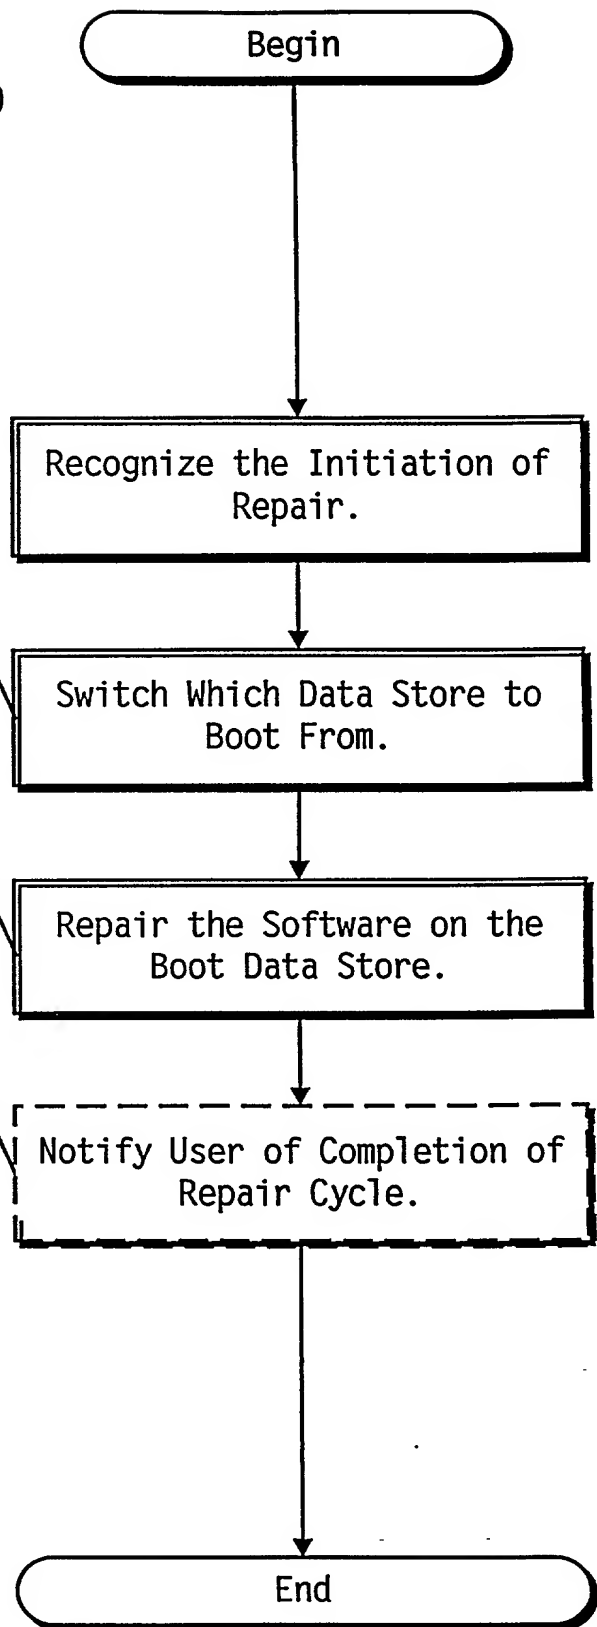 Begin
Recognize the Initiation of
Repair.
Switch Which Data Store to
Boot From.
Repair the Software on the
Boot Data Store.
Notify User of Completion of
Repair Cycle.
End